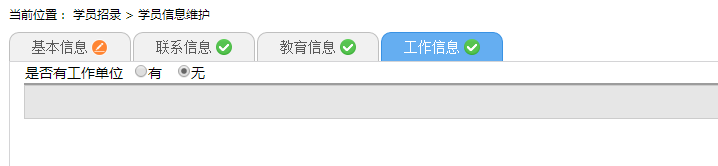 当前位置： 学员招录 > 学员信息维护
基本信息 联系信息 教育信息 工作信息
是否有工作单位 有 无